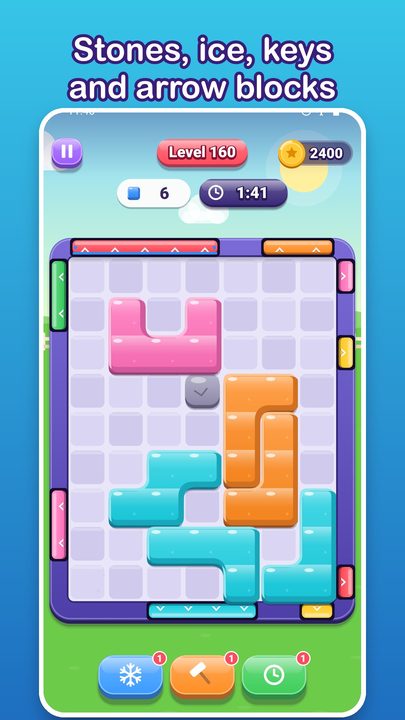 Stones, ice, keys
and arrow blocks
Level 160
2400
6
1:41
1
1
1